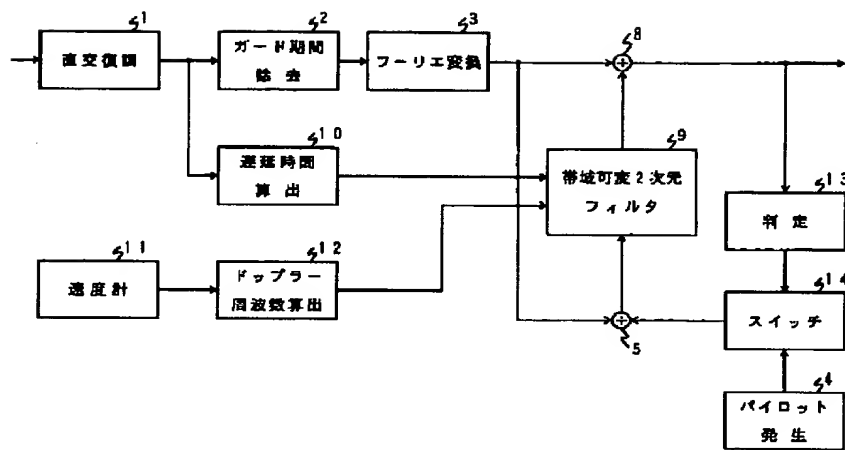 1
直交復調
2
ガード期間
除去
3
フーリエ変換
8
10
遅延時間
算出
9
帯域可変2次元
フィルタ
13
判定
11
速度計
12
ドップラー
周波数算出
14
スイッチ
5
4
パイロット
発生